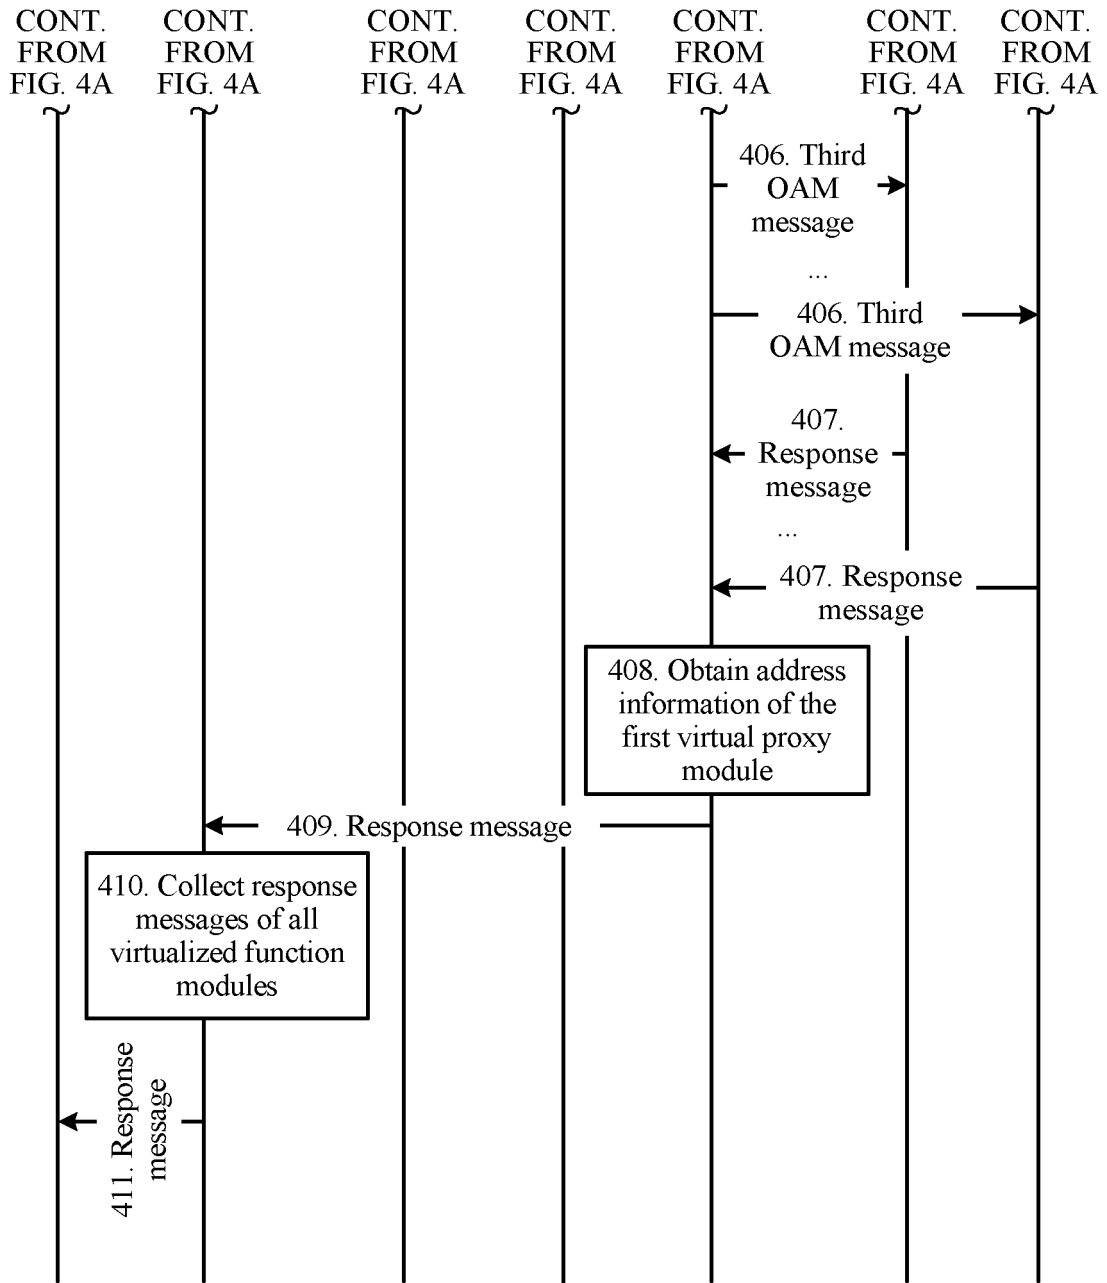 CONT.
FROM
FIG. 4A
CONT.
FROM
FIG. 4A
CONT.
FROM
FIG. 4A
CONT.
FROM
FIG. 4A
CONT.
FROM
FIG. 4A
CONT.
FROM
FIG. 4A
CONT.
FROM
FIG. 4A
406. Third
OAM
message
...
406. Third
OAM message
407.
Response
message
...
407. Response
message
408. Obtain address
information of the
first virtual proxy
module
409. Response message
410. Collect response
messages of all
virtualized function
modules
411. Response
message